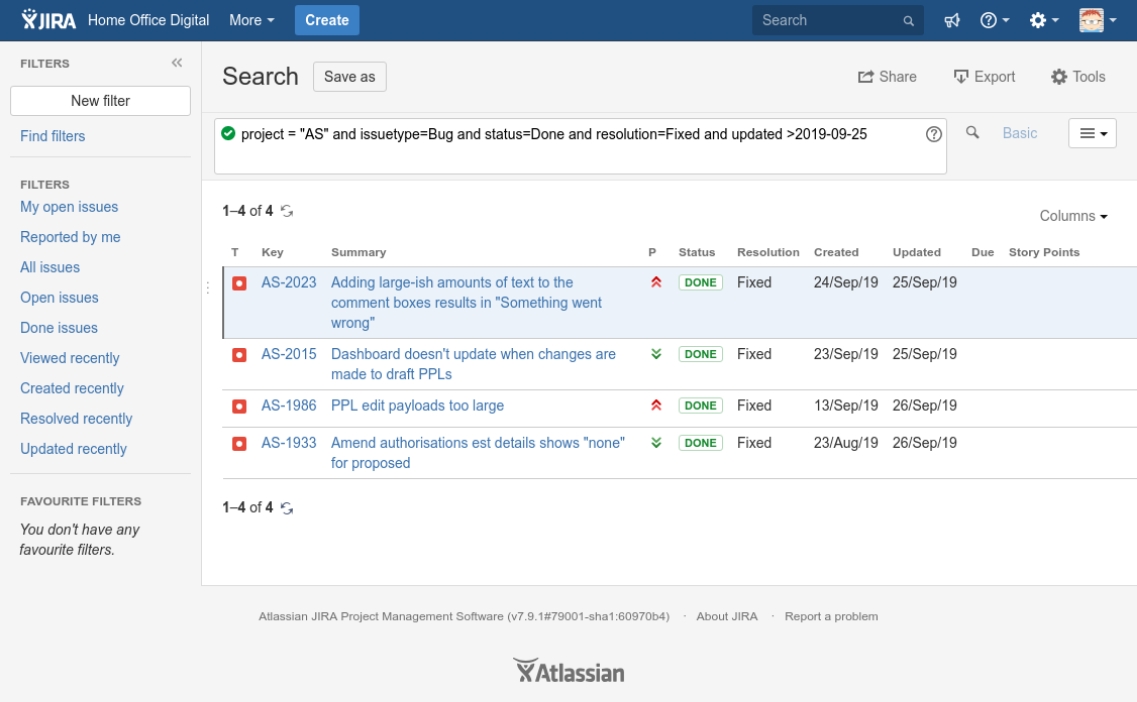 JIRA Home Office Digital More Create Search
FILTERS
New filter
Find filters
FILTERS
My open issues
Reported by me
All issues
Open issues
Done issues
Viewed recently
Created recently
Resolved recently
Updated recently
FAVOURITE FILTERS
You don't have any
favourite filters.
Search Save as Share Export Tools
project = "AS" and issuetype=Bug and status=Done and resolution=Fixed and updated >2019-09-25 Basic
1–4 of 4
Columns
T Key Summary P Status Resolution Created Updated Due Story Points
AS-2023 Adding large-ish amounts of text to the DONE Fixed 24/Sep/19 25/Sep/19
comment boxes results in "Something went
wrong"
AS-2015 Dashboard doesn't update when changes are DONE Fixed 23/Sep/19 25/Sep/19
made to draft PPLs
AS-1986 PPL edit payloads too large DONE Fixed 13/Sep/19 26/Sep/19
AS-1933 Amend authorisations est details shows "none" DONE Fixed 23/Aug/19 26/Sep/19
for proposed
1–4 of 4
Atlassian JIRA Project Management Software (v7.9.1#79001-sha1:60970b4) · About JIRA · Report a problem
Atlassian